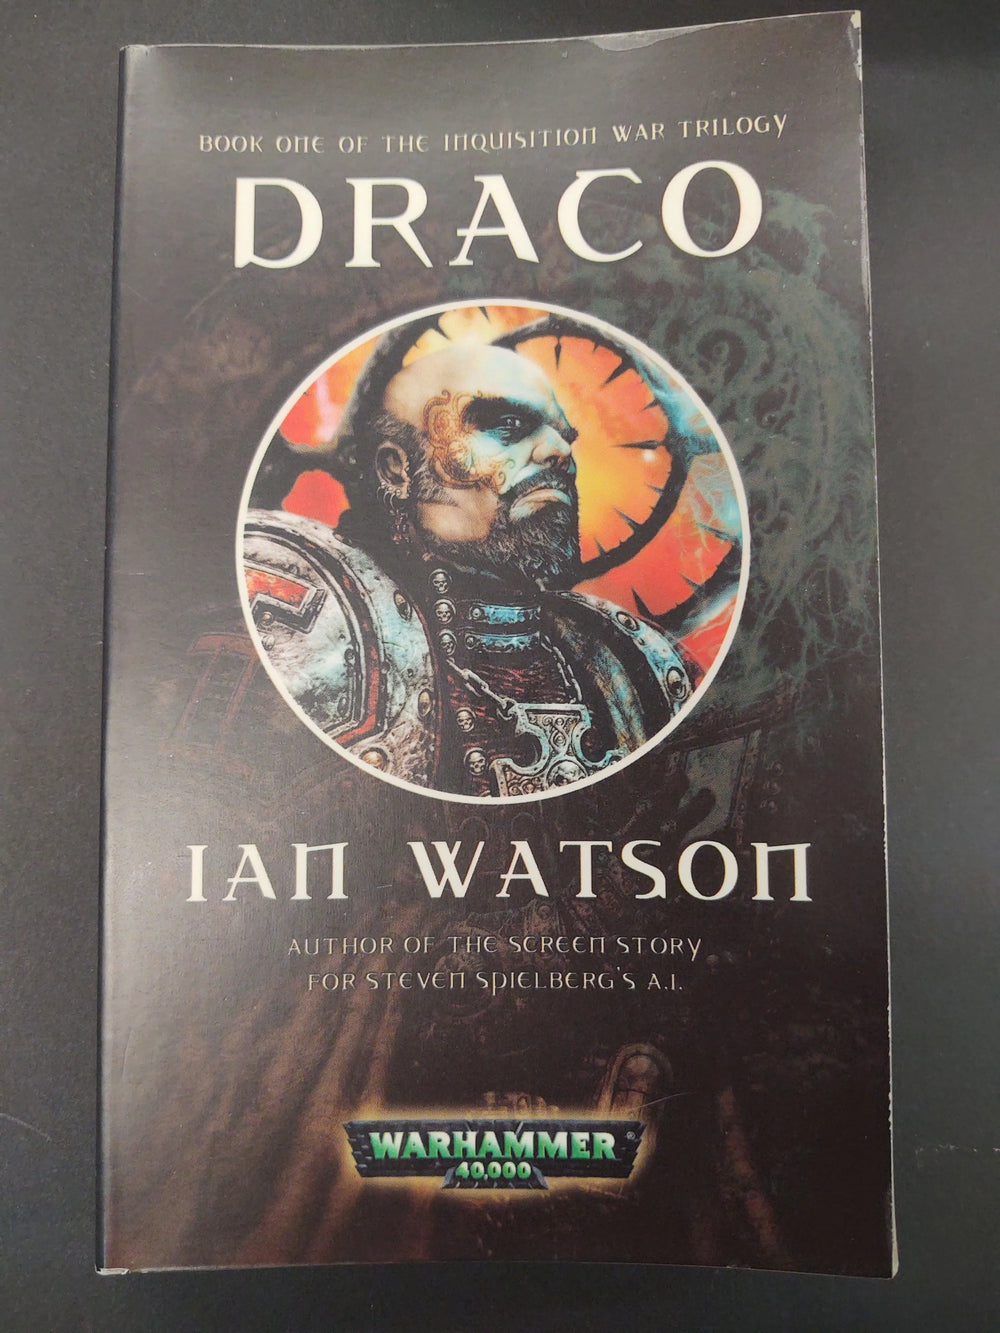 BOOK ONE OF THE INQUISITION WAR TRILOGY
DRACO
IAN WATSON
AUTHOR OF THE SCREEN STORY
FOR STEVEN SPIELBERG'S A.I.
WARHAMMER®
40,000